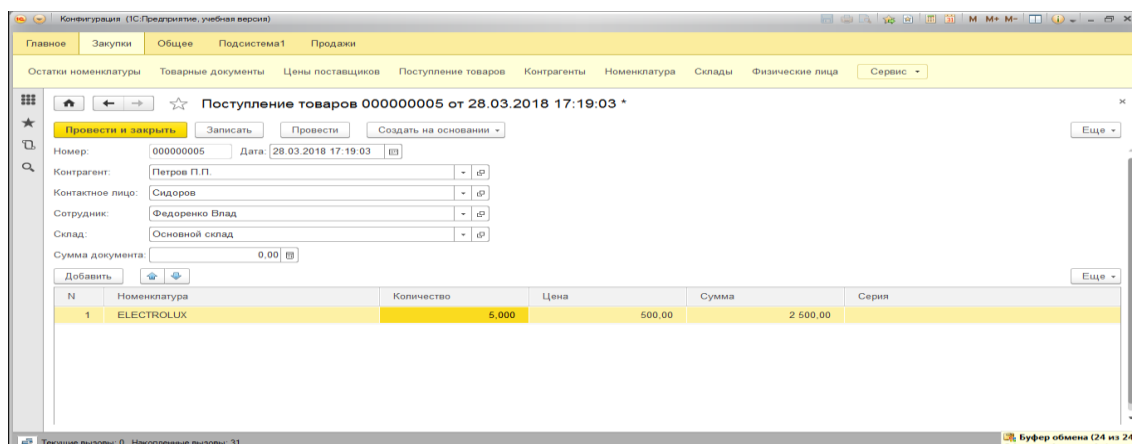 Конфигурация (1С:Предприятие, учебная версия) M M+ M-
Главное Закупки Общее Подсистема1 Продажи
Остатки номенклатуры Товарные документы Цены поставщиков Поступление товаров Контрагенты Номенклатура Склады Физические лица Сервис
Поступление товаров 000000005 от 28.03.2018 17:19:03 *
Провести и закрыть Записать Провести Создать на основании Еще
Номер: 000000005 Дата: 28.03.2018 17:19:03
Контрагент: Петров П.П.
Контактное лицо: Сидоров
Сотрудник: Федоренко Влад
Склад: Основной склад
Сумма документа: 0,00
Добавить Еще
N Номенклатура Количество Цена Сумма Серия
1 ELECTROLUX 5,000 500,00 2 500,00
Текущие вызовы: 0 Накопленные вызовы: 31
Буфер обмена (24 из 24